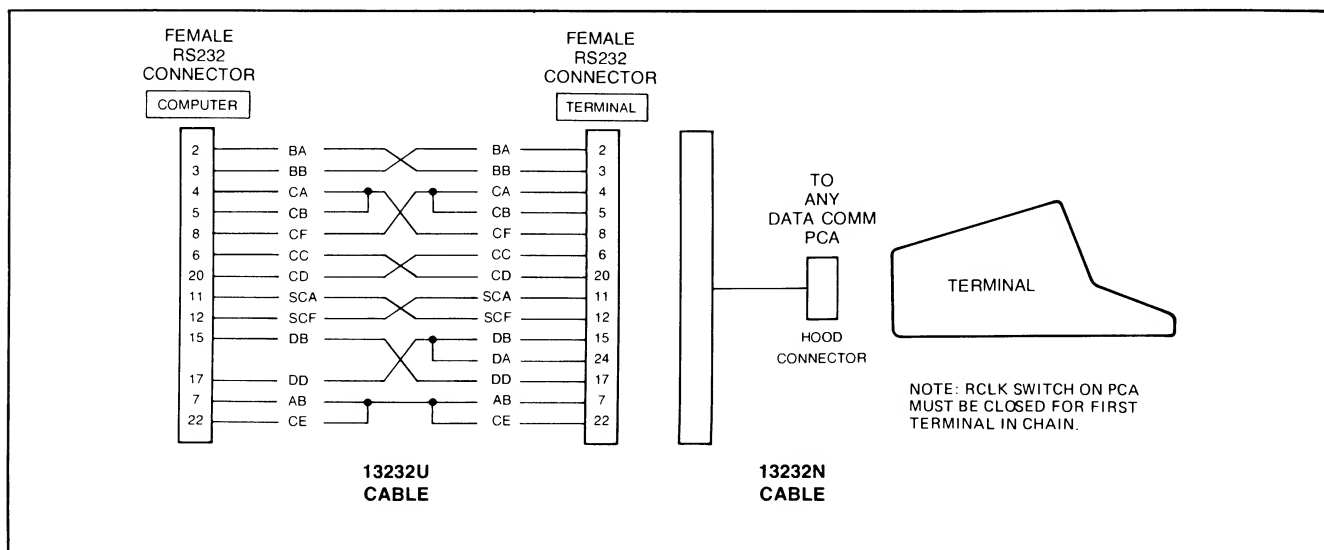 FEMALE
RS232
CONNECTOR
COMPUTER
FEMALE
RS232
CONNECTOR
TERMINAL
2 BA BA 2
3 BB BB 3
4 CA CA 4
5 CB CB 5
8 CF CF 8
6 CC CC 6
20 CD CD 20
11 SCA SCA 11
12 SCF SCF 12
15 DB DB 15
DA 24
17 DD DD 17
7 AB AB 7
22 CE CE 22
13232U
CABLE
TO
ANY
DATA COMM
PCA
HOOD
CONNECTOR
13232N
CABLE
TERMINAL
NOTE: RCLK SWITCH ON PCA
MUST BE CLOSED FOR FIRST
TERMINAL IN CHAIN.